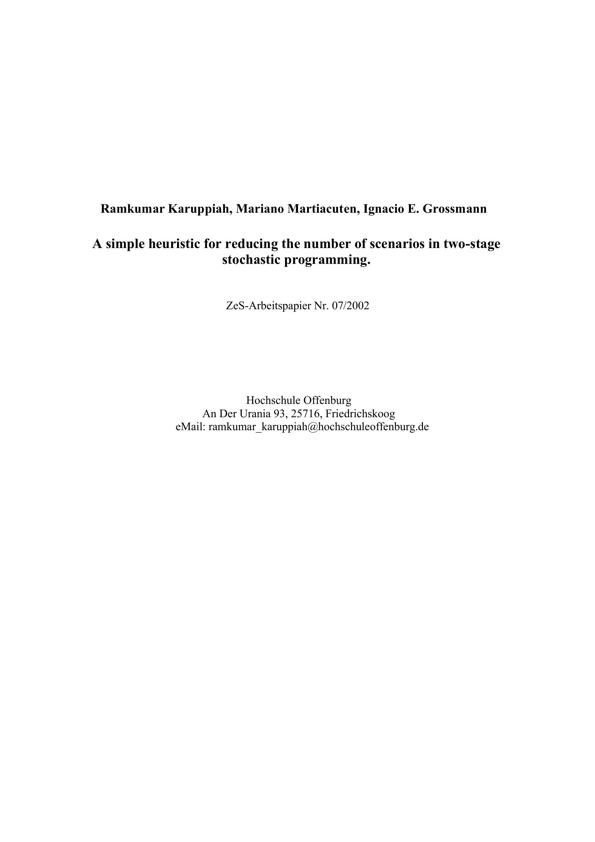 Ramkumar Karuppiah, Mariano Martiacuten, Ignacio E. Grossmann
A simple heuristic for reducing the number of scenarios in two-stage
stochastic programming.
ZeS-Arbeitspapier Nr. 07/2002
Hochschule Offenburg
An Der Urania 93, 25716, Friedrichskoog
eMail: ramkumar_karuppiah@hochschuleoffenburg.de